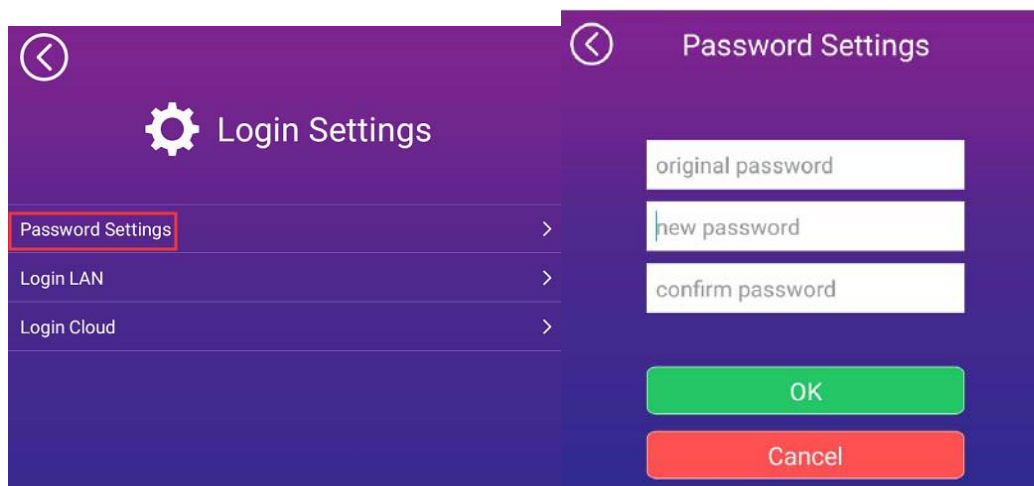 Login Settings
Password Settings
Login LAN
Login Cloud
Password Settings
original password
new password
confirm password
OK
Cancel